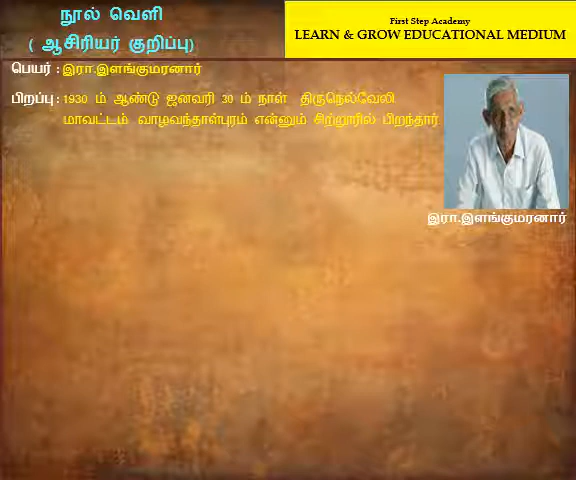 நூல் வெளி
( ஆசிரியர் குறிப்பு)
First Step Academy
LEARN & GROW EDUCATIONAL MEDIUM
பெயர் : இரா.இளங்குமரனார்
பிறப்பு : 1930 ம் ஆண்டு ஜனவரி 30 ம் நாள் திருநெல்வேலி
மாவட்டம் வாழவந்தாள்புரம் என்னும் சிற்றூரில் பிறந்தார்
இரா.இளங்குமரனார்